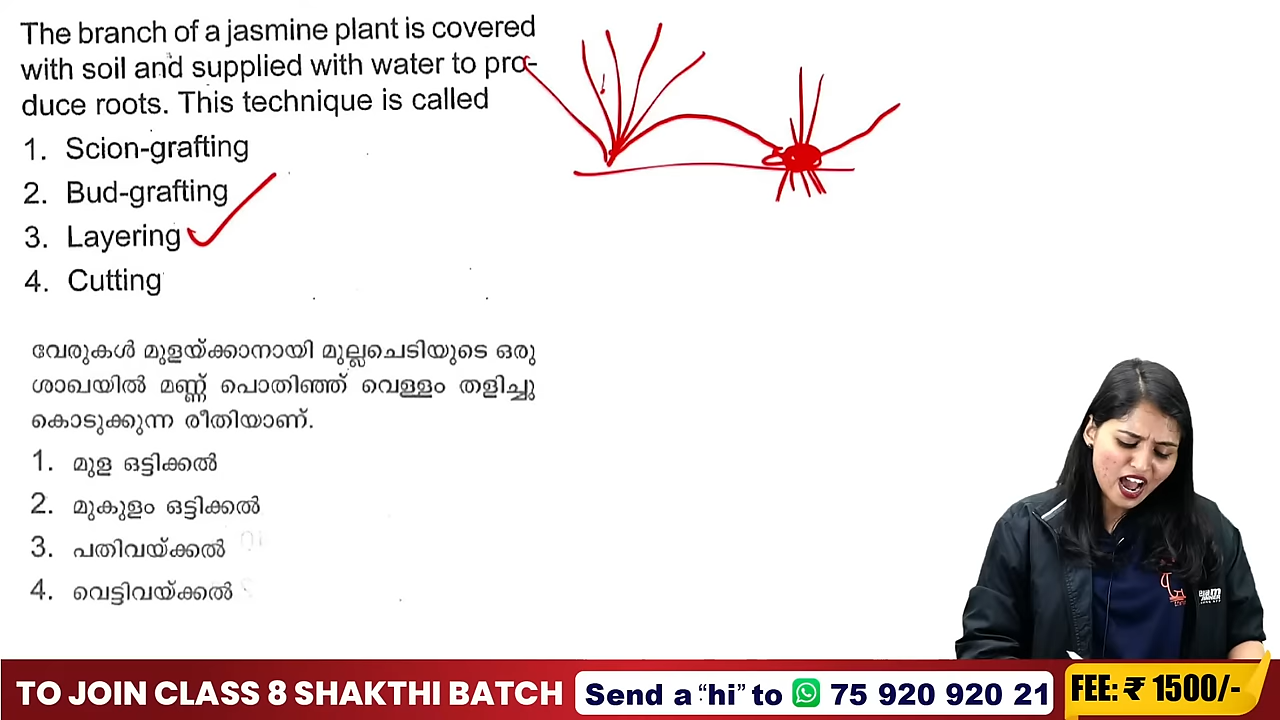 The branch of a jasmine plant is covered
with soil and supplied with water to pro-
duce roots. This technique is called
1. Scion-grafting
2. Bud-grafting
3. Layering
4. Cutting
വേരുകൾ മുളയ്ക്കാനായി മുല്ലചെടിയുടെ ഒരു
ശാഖയിൽ മണ്ണ് പൊതിഞ്ഞ് വെള്ളം തളിച്ചു
കൊടുക്കുന്ന രീതിയാണ്.
1. മുള ഒട്ടിക്കൽ
2. മുകുളം ഒട്ടിക്കൽ
3. പതിവയ്ക്കൽ
4. വെട്ടിവയ്ക്കൽ
TO JOIN CLASS 8 SHAKTHI BATCH
Send a “hi” to 75 920 920 21
FEE: ₹ 1500/-